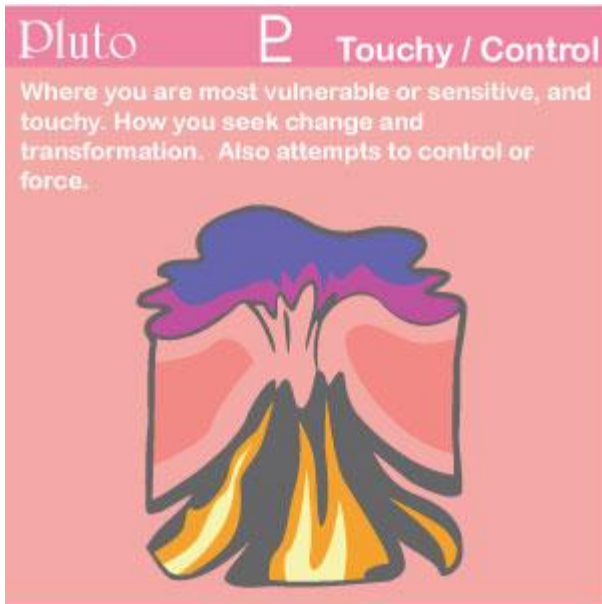 Pluto ♇ Touchy / Control
Where you are most vulnerable or sensitive, and
touchy. How you seek change and
transformation. Also attempts to control or
force.